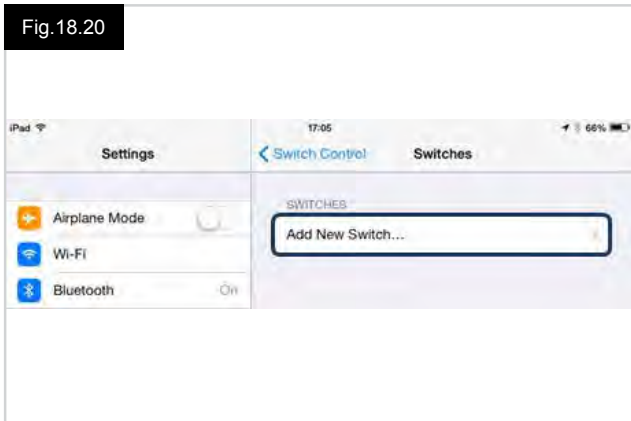 Fig.18.20
iPad 17:05 66%
Settings
Switch Control Switches
Airplane Mode
Wi-Fi
Bluetooth On
SWITCHES
Add New Switch...